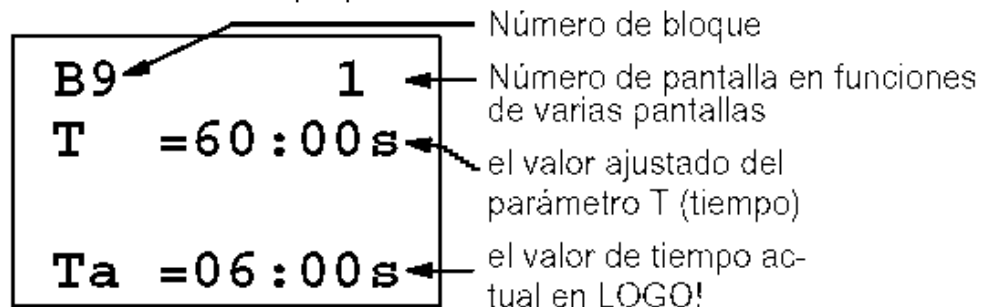 Número de bloque
B9 1
Número de pantalla en funciones
de varias pantallas
T =60:00s
el valor ajustado del
parámetro T (tiempo)
Ta =06:00s
el valor de tiempo ac-
tual en LOGO!